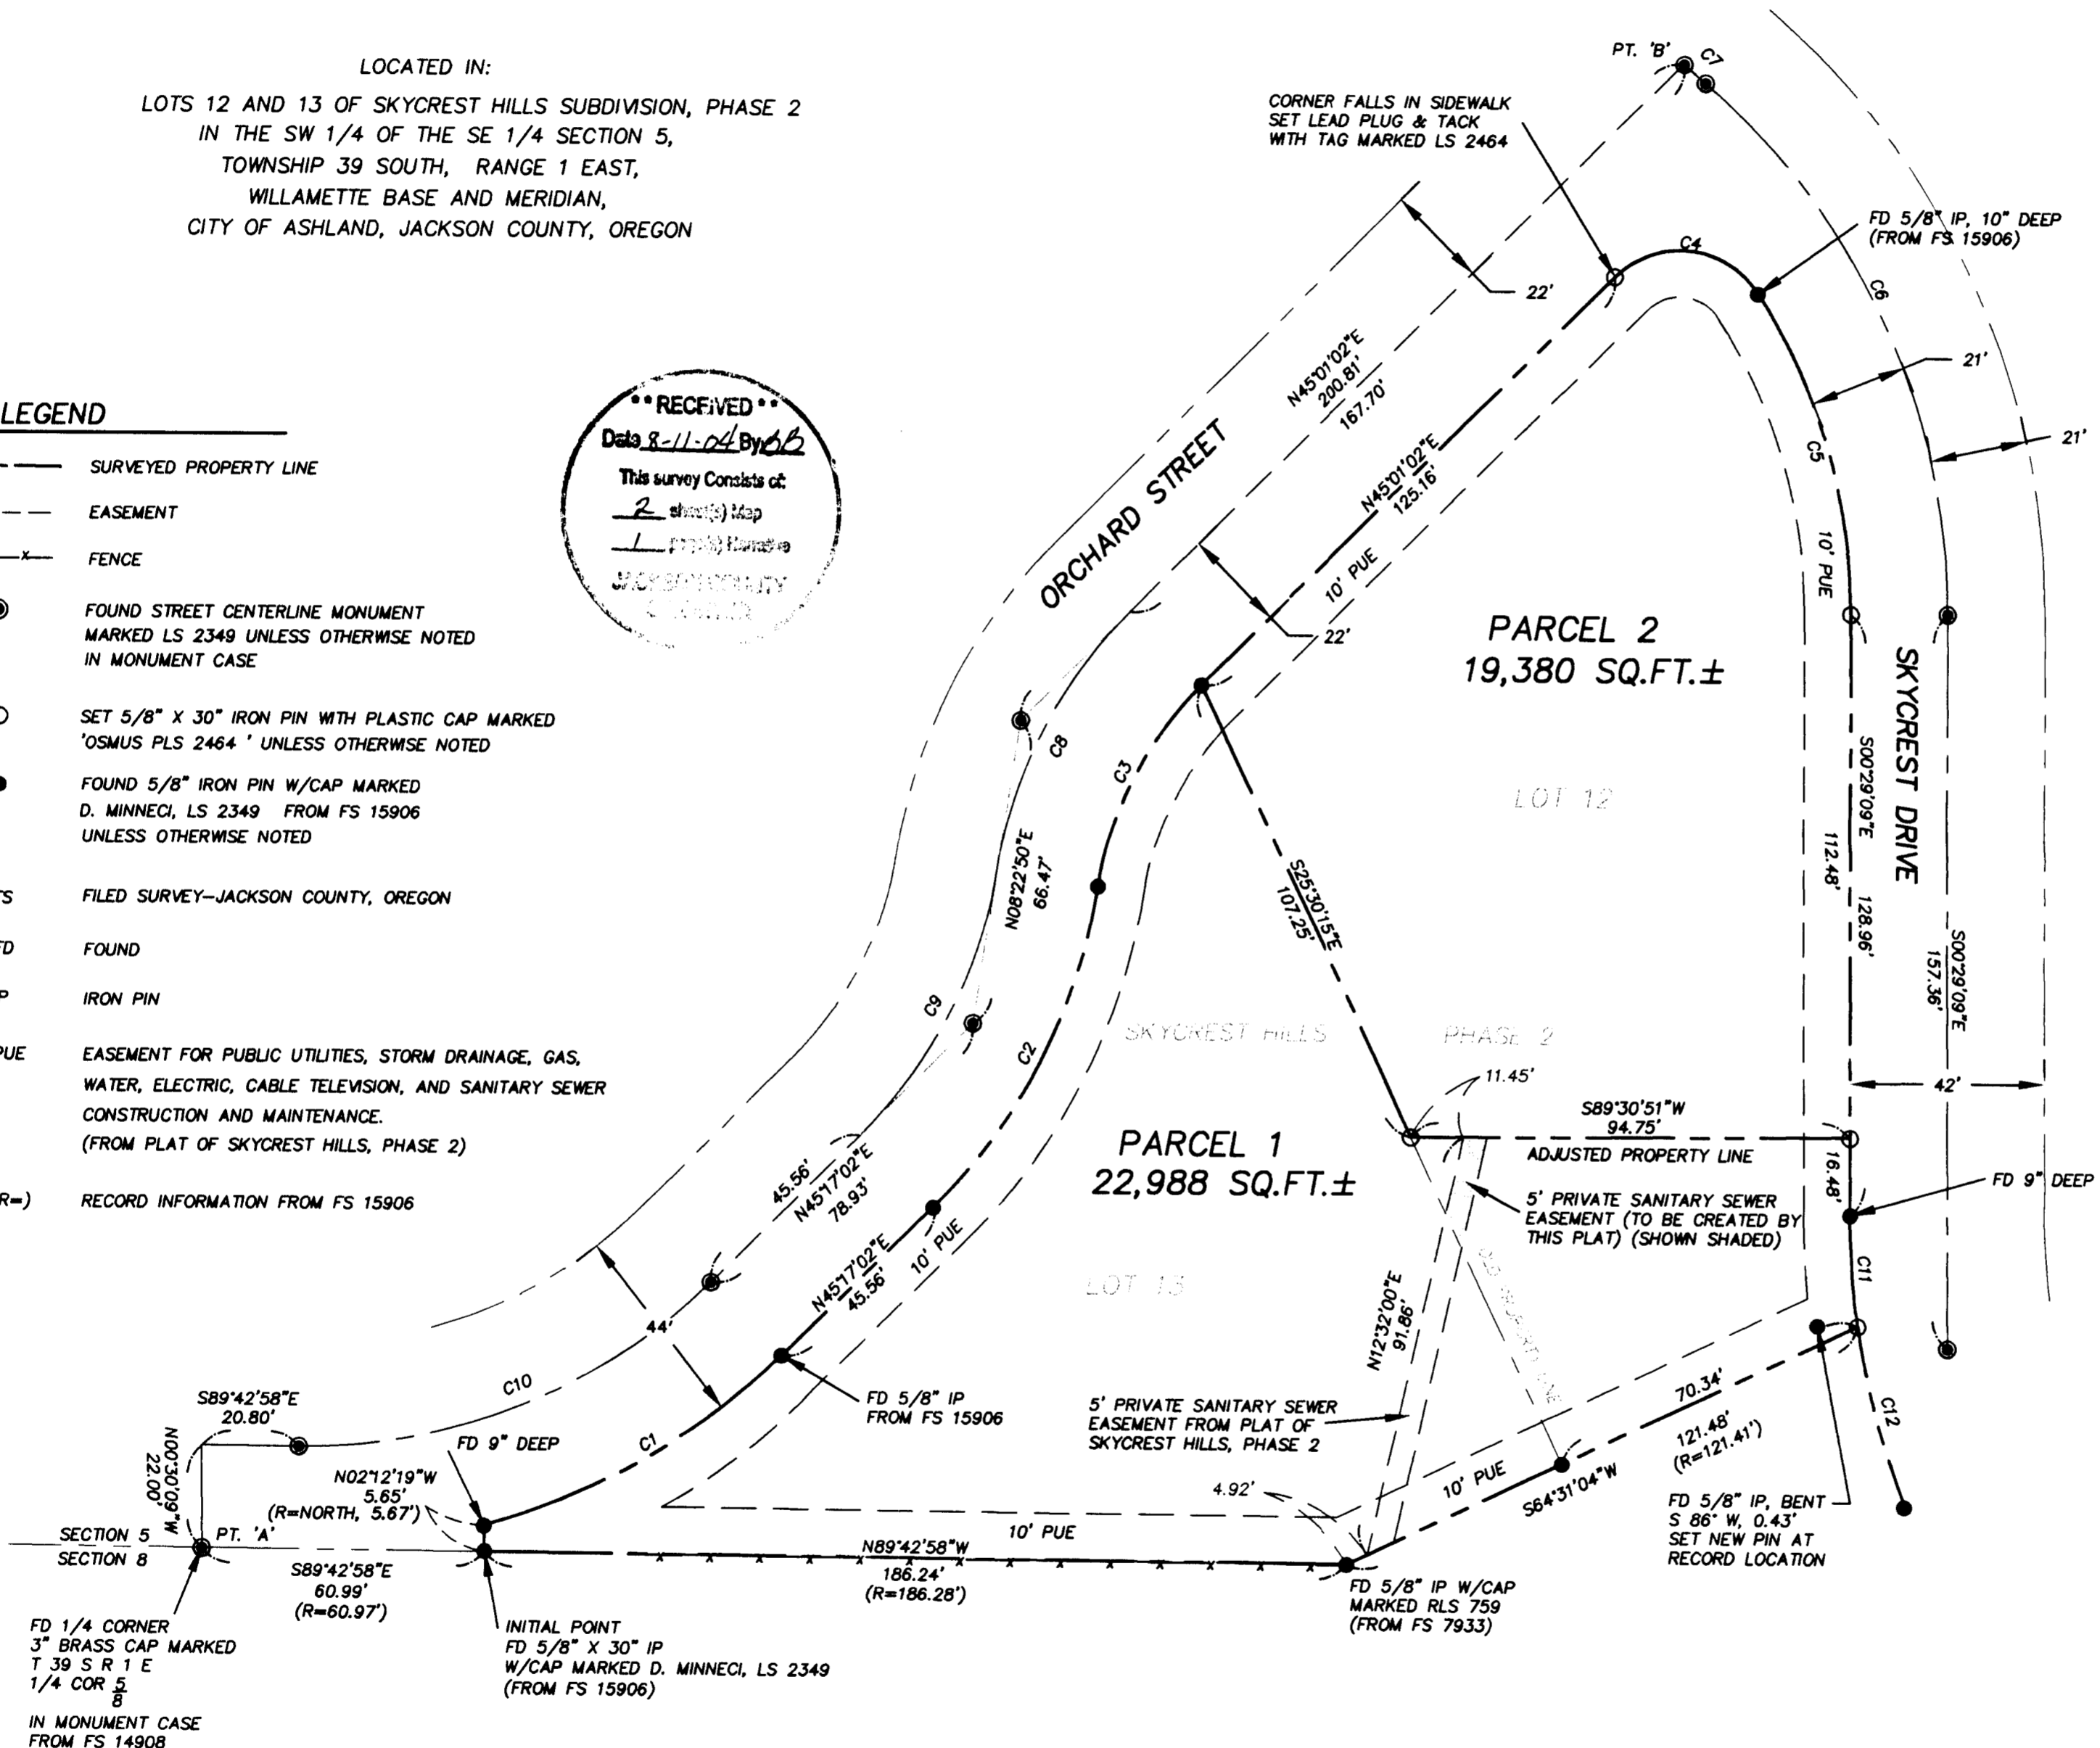 LOCATED IN:
LOTS 12 AND 13 OF SKYCREST HILLS SUBDIVISION, PHASE 2
IN THE SW 1/4 OF THE SE 1/4 SECTION 5,
TOWNSHIP 39 SOUTH, RANGE 1 EAST,
WILLAMETTE BASE AND MERIDIAN,
CITY OF ASHLAND, JACKSON COUNTY, OREGON
PT. 'B'
C7
CORNER FALLS IN SIDEWALK
SET LEAD PLUG & TACK
WITH TAG MARKED LS 2464
C4
FD 5/8" IP, 10" DEEP
(FROM FS 15906)
22'
C6
21'
21'
N45°01'02"E
200.81'
167.70'
C5
LEGEND
SURVEYED PROPERTY LINE
EASEMENT
FENCE
FOUND STREET CENTERLINE MONUMENT
MARKED LS 2349 UNLESS OTHERWISE NOTED
IN MONUMENT CASE
SET 5/8" X 30" IRON PIN WITH PLASTIC CAP MARKED
'OSMUS PLS 2464 ' UNLESS OTHERWISE NOTED
FOUND 5/8" IRON PIN W/CAP MARKED
D. MINNECI, LS 2349 FROM FS 15906
UNLESS OTHERWISE NOTED
FS FILED SURVEY-JACKSON COUNTY, OREGON
FD FOUND
IP IRON PIN
PUE EASEMENT FOR PUBLIC UTILITIES, STORM DRAINAGE, GAS,
WATER, ELECTRIC, CABLE TELEVISION, AND SANITARY SEWER
CONSTRUCTION AND MAINTENANCE.
(FROM PLAT OF SKYCREST HILLS, PHASE 2)
(R=) RECORD INFORMATION FROM FS 15906
**RECEIVED**
Date 8-11-04 By BB
This survey Consists of:
2 sheet(s) Map
1 page(s) Narrative
JACKSON COUNTY
ORCHARD STREET
N45°01'02"E
125.16'
10' PUE
22'
10' PUE
PARCEL 2
19,380 SQ.FT.±
SKYCREST DRIVE
LOT 12
C8
C3
S00°29'09"E
112.48'
128.96'
S25°30'15"E
107.25'
N08°22'50"E
66.47'
S00°29'09"E
157.36'
C9
C2
SKYCREST HILLS PHASE 2
11.45'
42'
S89°30'51"W
94.75'
ADJUSTED PROPERTY LINE
PARCEL 1
22,988 SQ.FT.±
16.48'
FD 9" DEEP
5' PRIVATE SANITARY SEWER
EASEMENT (TO BE CREATED BY
THIS PLAT) (SHOWN SHADED)
45.56'
N45°17'02"E
78.93'
N45°17'02"E
45.56'
10' PUE
LOT 13
C11
44'
N12°32'00"E
91.86'
C10
FD 5/8" IP
FROM FS 15906
5' PRIVATE SANITARY SEWER
EASEMENT FROM PLAT OF
SKYCREST HILLS, PHASE 2
70.34'
121.48'
(R=121.41')
S64°31'04"W
10' PUE
C12
S89°42'58"E
20.80'
N00°30'09"W
22.00'
FD 9" DEEP
C1
N02°12'19"W
5.65'
(R=NORTH, 5.67')
4.92'
FD 5/8" IP, BENT
S 86° W, 0.43'
SET NEW PIN AT
RECORD LOCATION
SECTION 5
SECTION 8
PT. 'A'
10' PUE
S89°42'58"E
60.99'
(R=60.97')
N89°42'58"W
186.24'
(R=186.28')
FD 5/8" IP W/CAP
MARKED RLS 759
(FROM FS 7933)
FD 1/4 CORNER
3" BRASS CAP MARKED
T 39 S R 1 E
1/4 COR 5
8
IN MONUMENT CASE
FROM FS 14908
INITIAL POINT
FD 5/8" X 30" IP
W/CAP MARKED D. MINNECI, LS 2349
(FROM FS 15906)